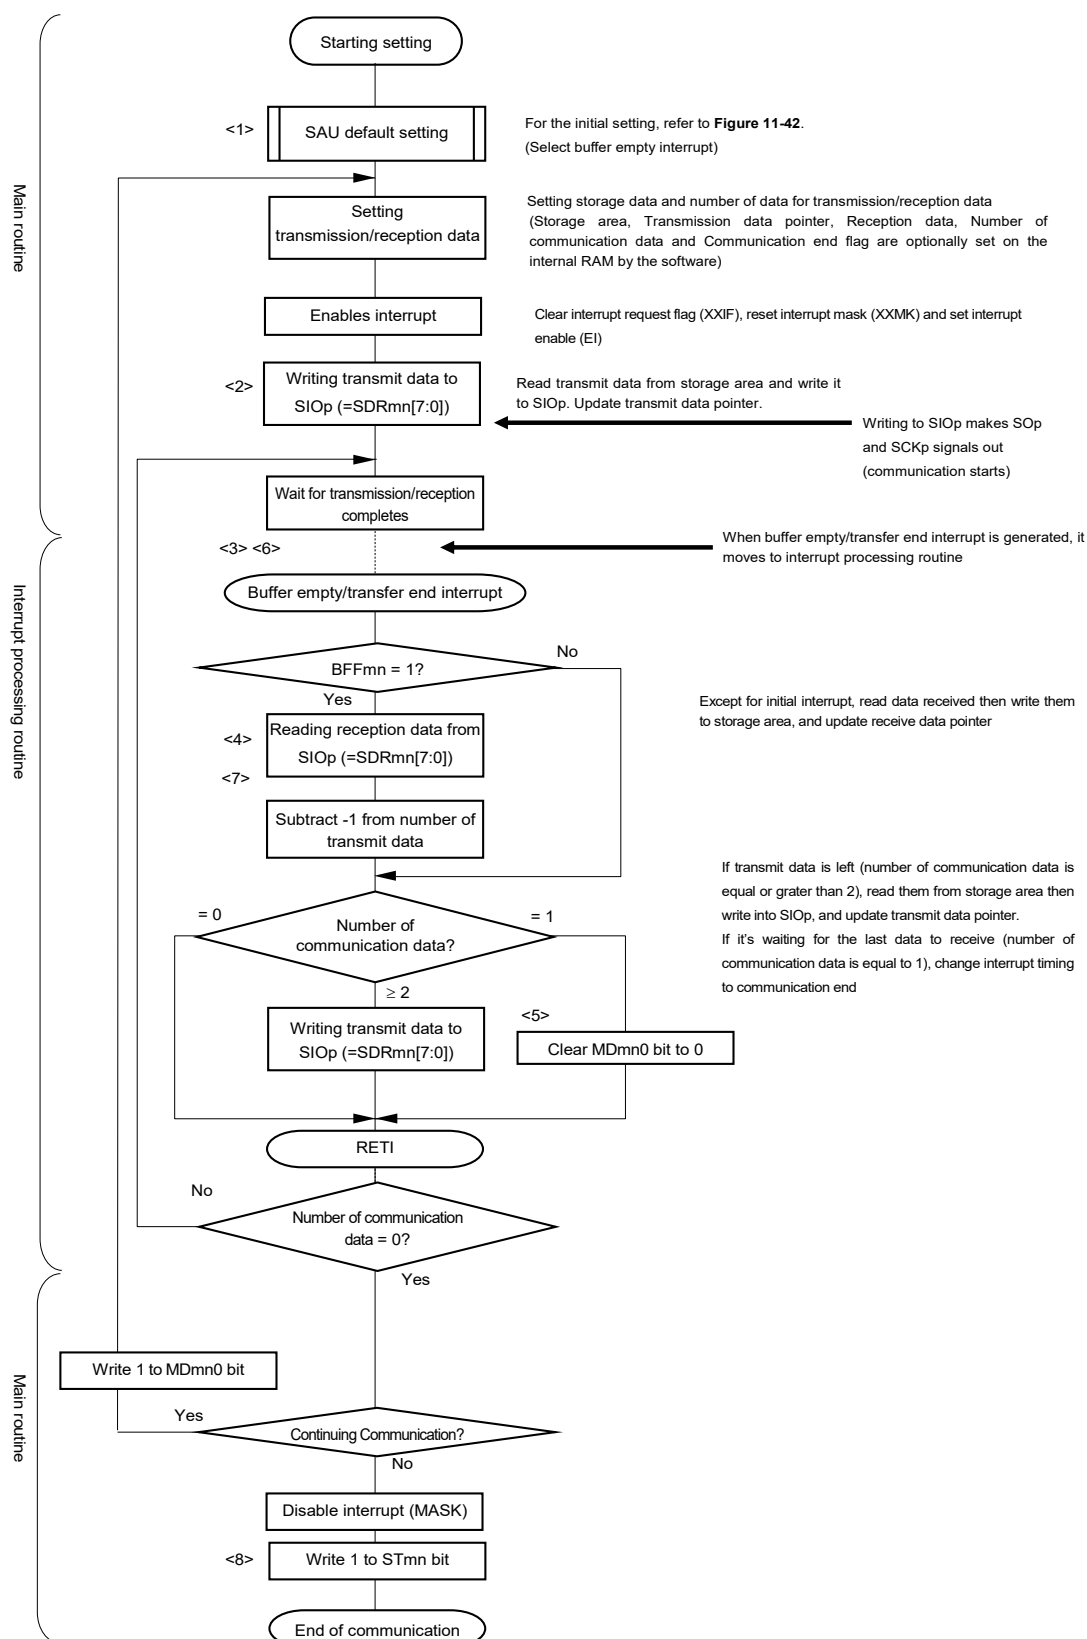 Starting setting
<1>
SAU default setting
For the initial setting, refer to Figure 11-42.
(Select buffer empty interrupt)
Main routine
Setting
transmission/reception data
Setting storage data and number of data for transmission/reception data
(Storage area, Transmission data pointer, Reception data, Number of
communication data and Communication end flag are optionally set on the
internal RAM by the software)
Enables interrupt
Clear interrupt request flag (XXIF), reset interrupt mask (XXMK) and set interrupt
enable (EI)
<2>
Writing transmit data to
SIOp (=SDRmn[7:0])
Read transmit data from storage area and write it
to SIOp. Update transmit data pointer.
Writing to SIOp makes SOp
and SCKp signals out
(communication starts)
Wait for transmission/reception
completes
<3> <6>
When buffer empty/transfer end interrupt is generated, it
moves to interrupt processing routine
Interrupt processing routine
Buffer empty/transfer end interrupt
BFFmn = 1?
No
Yes
Except for initial interrupt, read data received then write them
to storage area, and update receive data pointer
<4>
Reading reception data from
SIOp (=SDRmn[7:0])
<7>
Subtract -1 from number of
transmit data
If transmit data is left (number of communication data is
equal or grater than 2), read them from storage area then
write into SIOp, and update transmit data pointer.
If it's waiting for the last data to receive (number of
communication data is equal to 1), change interrupt timing
to communication end
= 0
Number of
communication data?
= 1
≥ 2
Writing transmit data to
SIOp (=SDRmn[7:0])
<5>
Clear MDmn0 bit to 0
RETI
No
Number of communication
data = 0?
Yes
Main routine
Write 1 to MDmn0 bit
Yes
Continuing Communication?
No
Disable interrupt (MASK)
<8>
Write 1 to STmn bit
End of communication